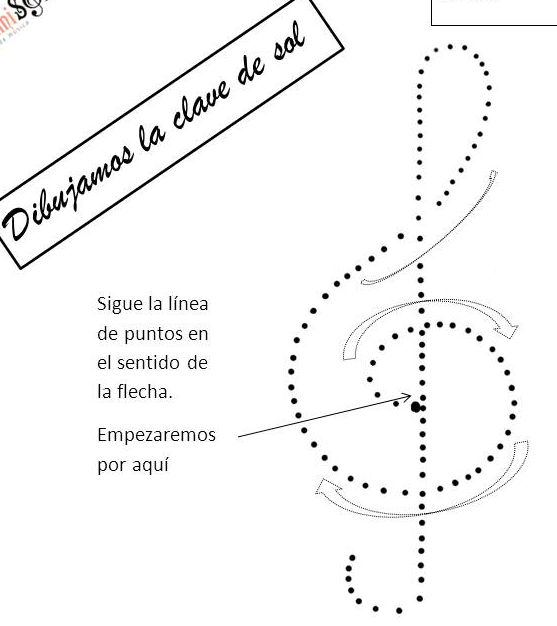 Dibujamos la clave de sol
Sigue la línea
de puntos en
el sentido de
la flecha.
Empezaremos
por aquí